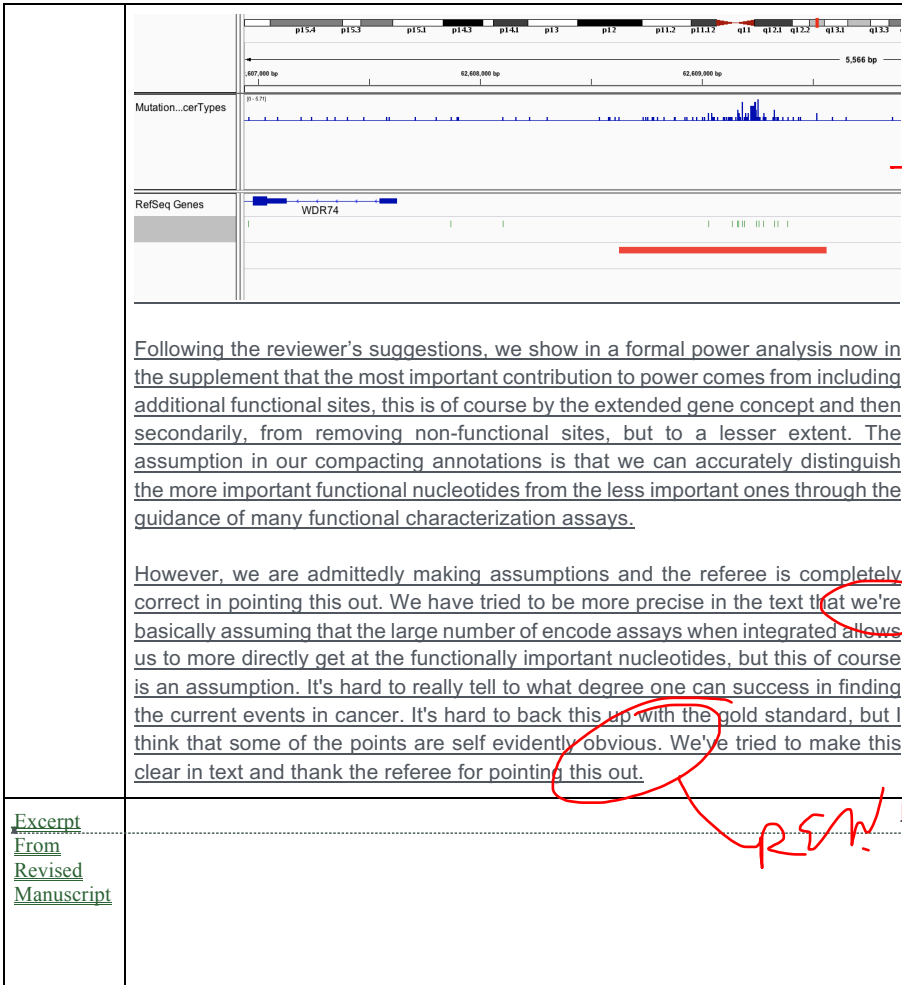 p15.4 p15.3 p15.1 p14.3 p14.1 p13 p12 p11.2 p11.12 q11 q12.1 q12.2 q13.1 q13.3
5,566 bp
,607,000 bp 62,608,000 bp 62,609,000 bp
Mutation...cerTypes
[0 - 5.71]
RefSeq Genes
WDR74
Following the reviewer’s suggestions, we show in a formal power analysis now in
the supplement that the most important contribution to power comes from including
additional functional sites, this is of course by the extended gene concept and then
secondarily, from removing non-functional sites, but to a lesser extent. The
assumption in our compacting annotations is that we can accurately distinguish
the more important functional nucleotides from the less important ones through the
guidance of many functional characterization assays.
However, we are admittedly making assumptions and the referee is completely
correct in pointing this out. We have tried to be more precise in the text that we're
basically assuming that the large number of encode assays when integrated allows
us to more directly get at the functionally important nucleotides, but this of course
is an assumption. It's hard to really tell to what degree one can success in finding
the current events in cancer. It's hard to back this up with the gold standard, but I
think that some of the points are self evidently obvious. We've tried to make this
clear in text and thank the referee for pointing this out.
Excerpt
From
Revised
Manuscript